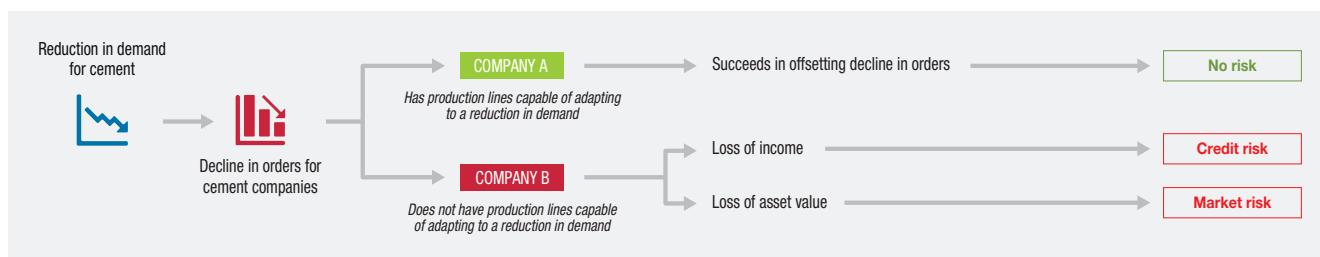 Reduction in demand
for cement
Decline in orders for
cement companies
COMPANY A
Has production lines capable of adapting
to a reduction in demand
Succeeds in offsetting decline in orders
No risk
COMPANY B
Does not have production lines capable
of adapting to a reduction in demand
Loss of income
Credit risk
Loss of asset value
Market risk